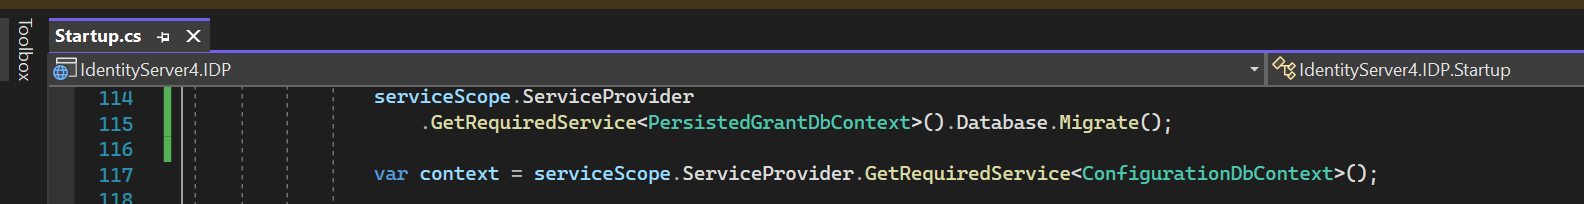 Toolbox
Startup.cs
IdentityServer4.IDP
IdentityServer4.IDP.Startup
114 serviceScope.ServiceProvider
115 .GetRequiredService<PersistedGrantDbContext>().Database.Migrate();
116
117 var context = serviceScope.ServiceProvider.GetRequiredService<ConfigurationDbContext>();
118